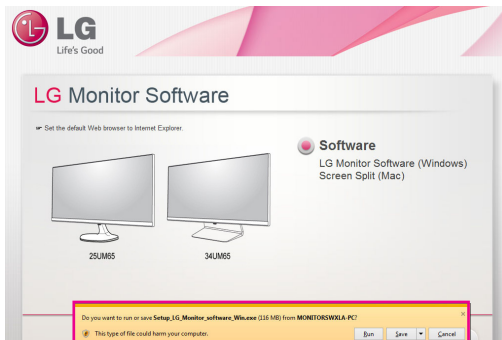 LG
Life's Good
LG Monitor Software
☞ Set the default Web browser to Internet Explorer.
Software
LG Monitor Software (Windows)
Screen Split (Mac)
25UM65
34UM65
Do you want to run or save Setup_LG_Monitor_software_Win.exe (116 MB) from MONITORSWXLA-PC?
×
This type of file could harm your computer.
Run Save ▼ Cancel